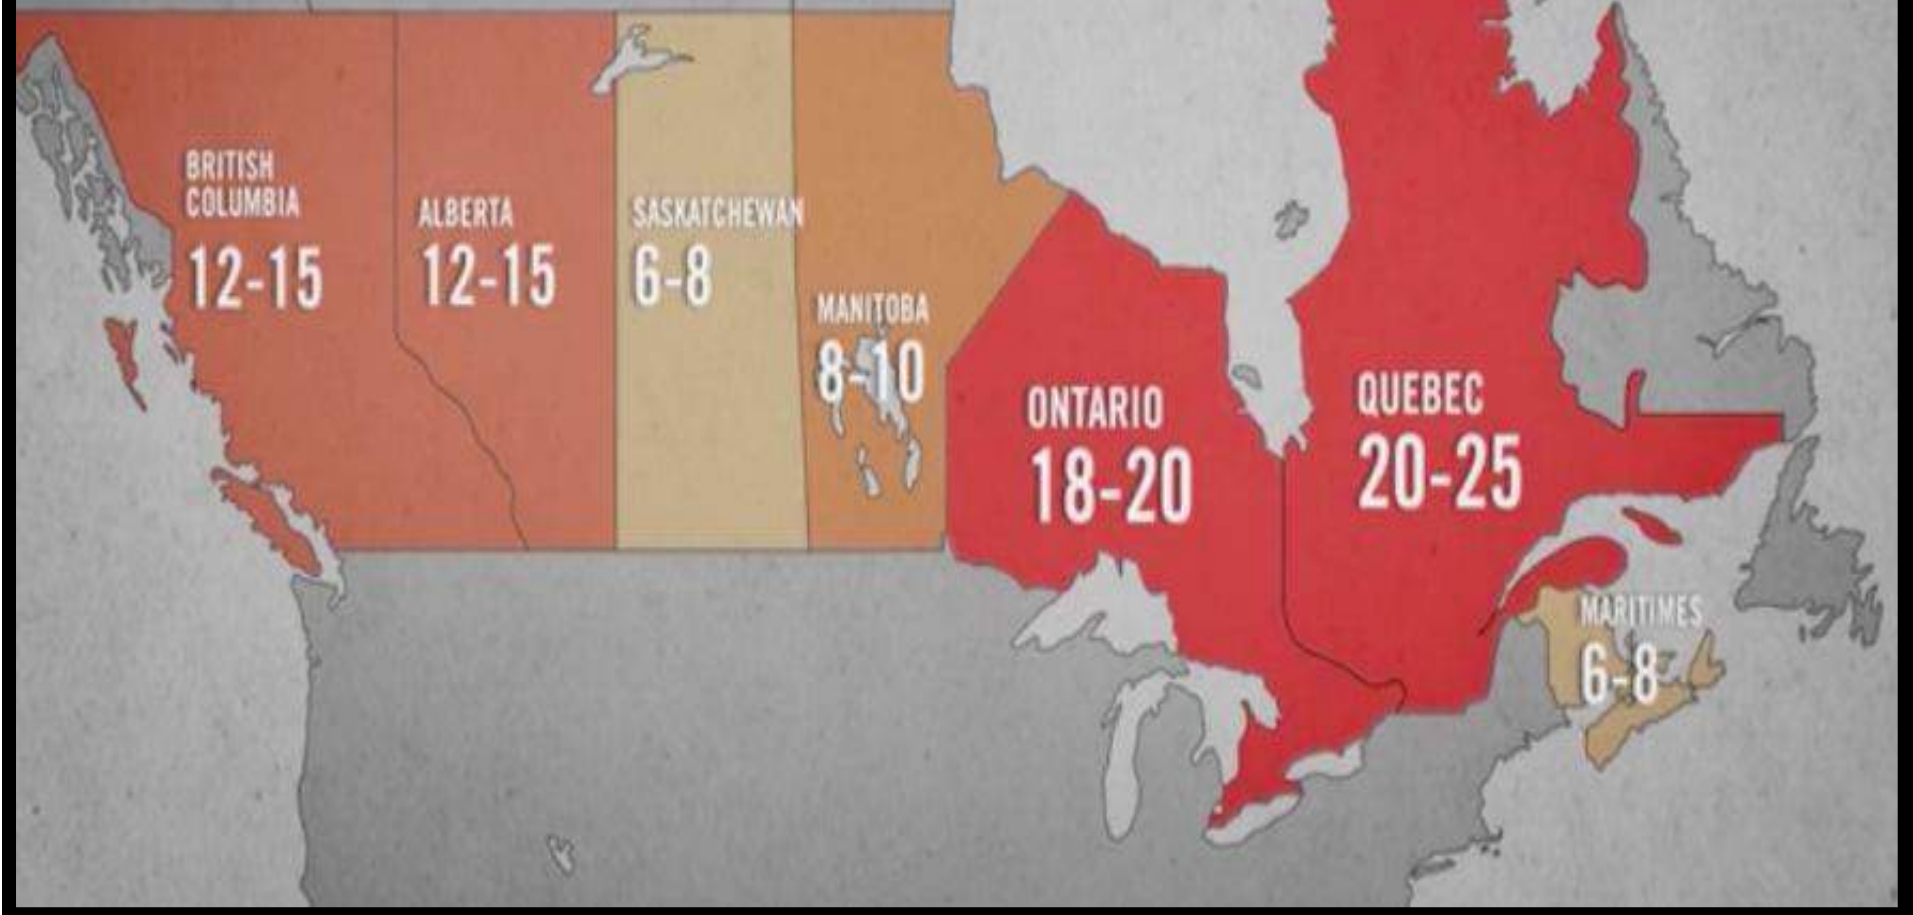 BRITISH
COLUMBIA
12-15
ALBERTA
12-15
SASKATCHEWAN
6-8
MANITOBA
8-10
ONTARIO
18-20
QUEBEC
20-25
MARITIMES
6-8